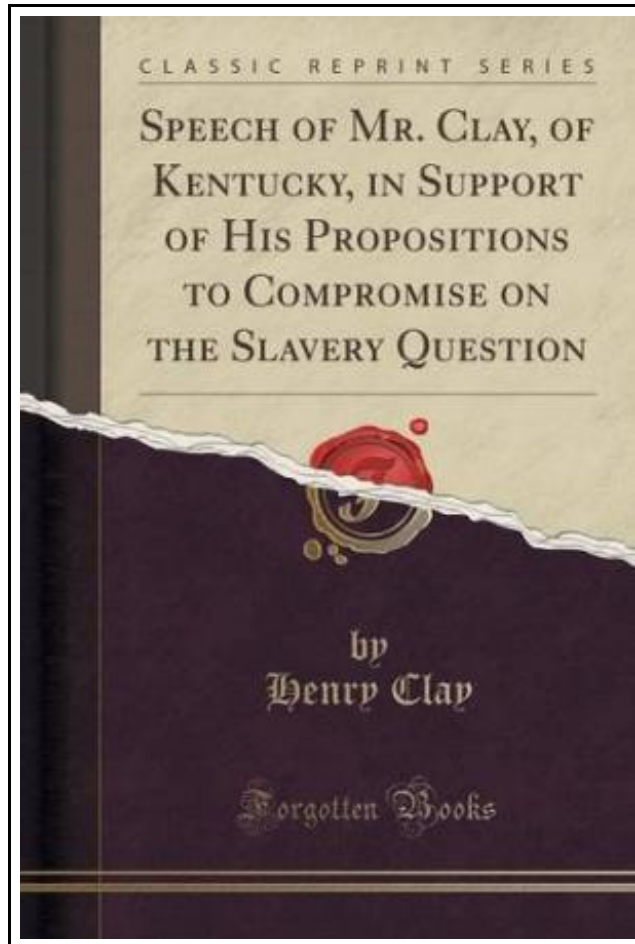 CLASSIC REPRINT SERIES
SPEECH OF MR. CLAY, OF
KENTUCKY, IN SUPPORT
OF HIS PROPOSITIONS
TO COMPROMISE ON
THE SLAVERY QUESTION
F
by
Henry Clay
Forgotten Books